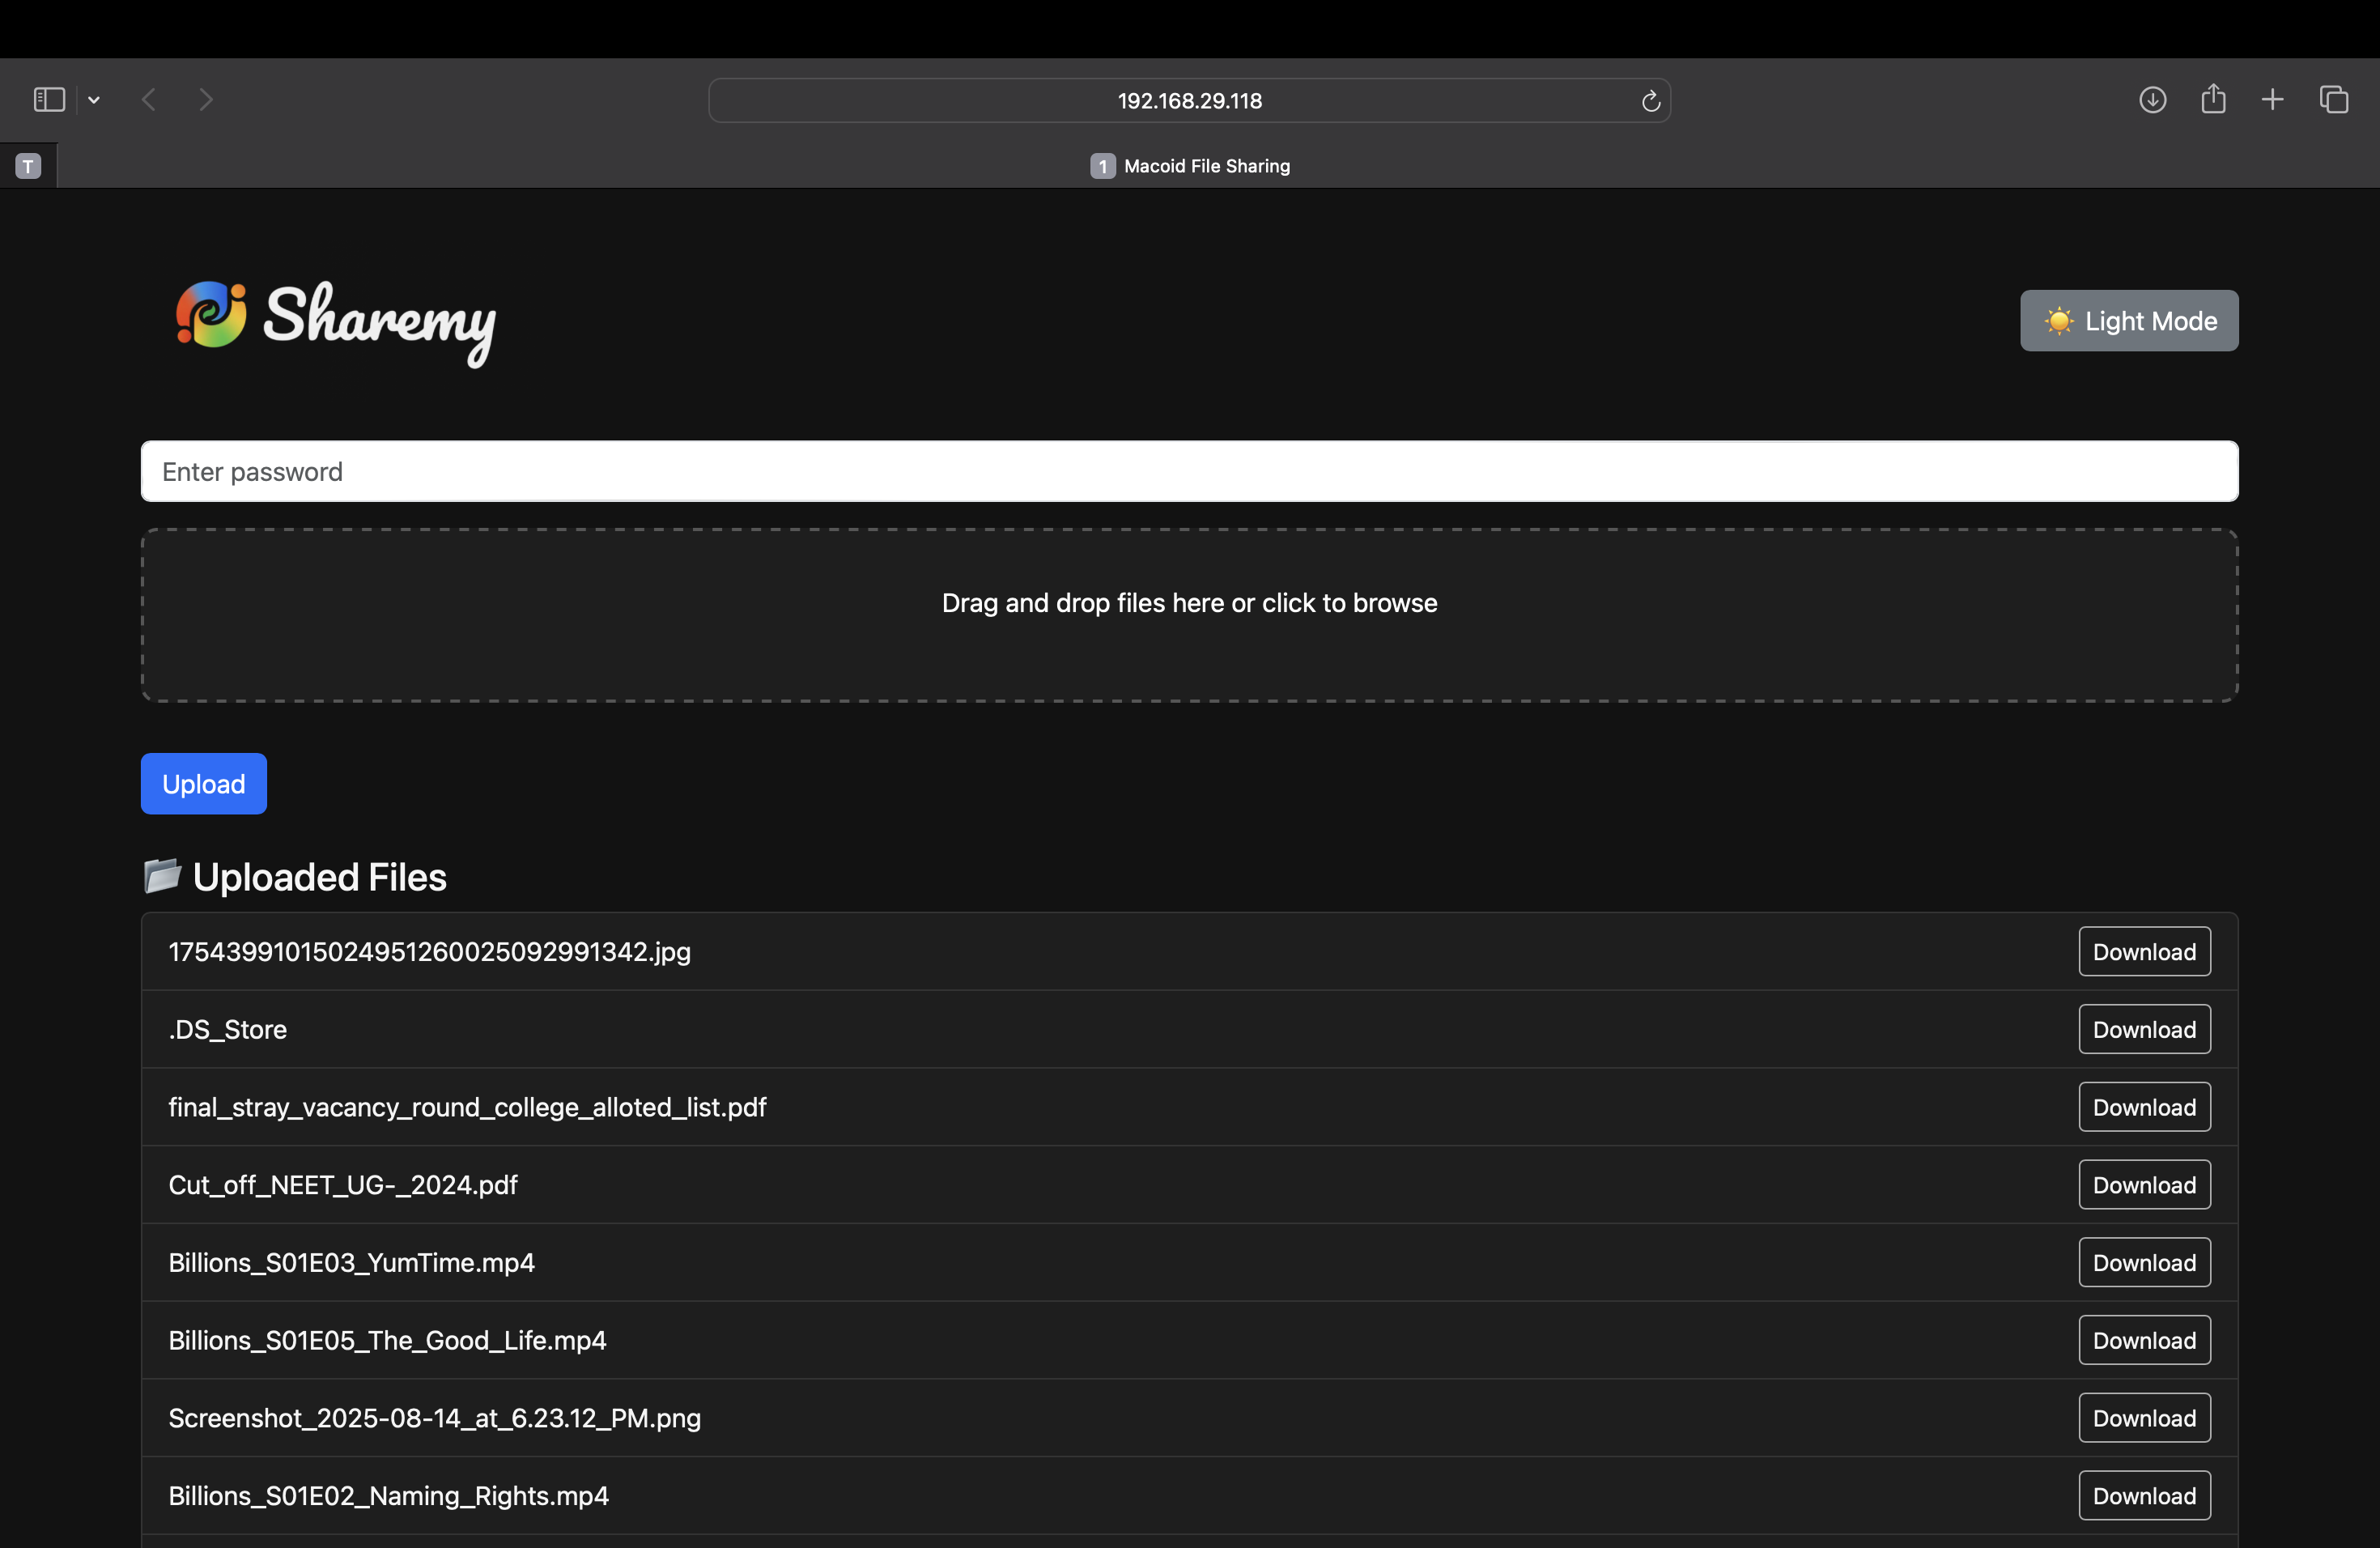 192.168.29.118
T
1 Macoid File Sharing
Sharemy
Light Mode
Enter password
Drag and drop files here or click to browse
Upload
Uploaded Files
17543991015024951260025092991342.jpg
Download
.DS_Store
Download
final_stray_vacancy_round_college_alloted_list.pdf
Download
Cut_off_NEET_UG-_2024.pdf
Download
Billions_S01E03_YumTime.mp4
Download
Billions_S01E05_The_Good_Life.mp4
Download
Screenshot_2025-08-14_at_6.23.12_PM.png
Download
Billions_S01E02_Naming_Rights.mp4
Download